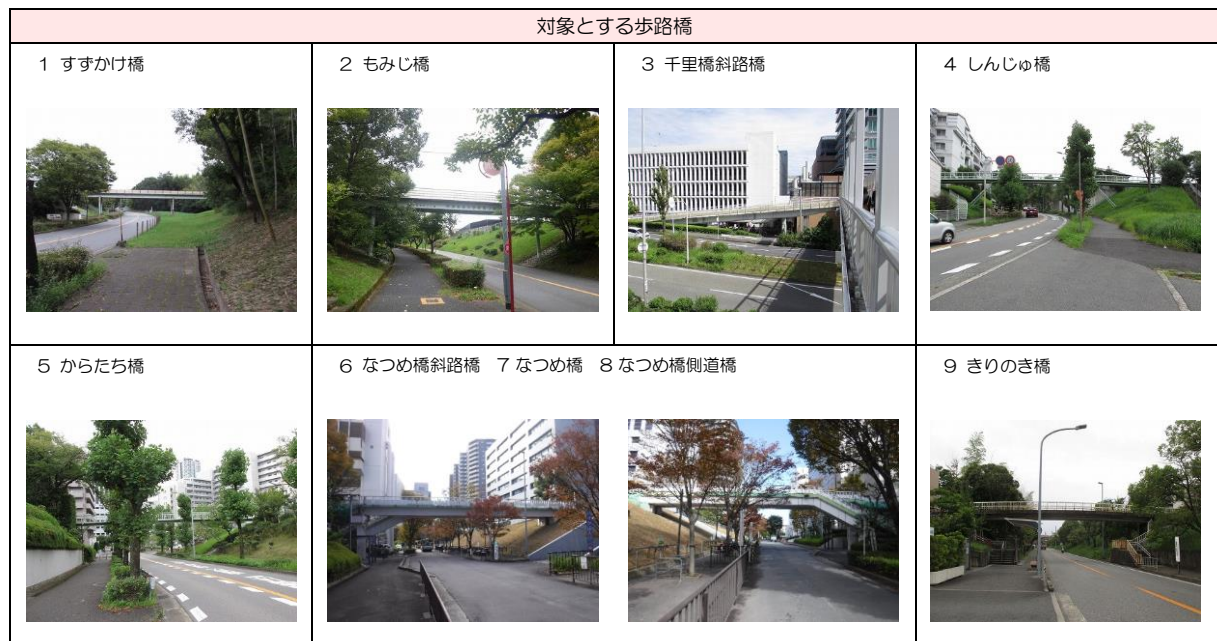 対象とする歩路橋
1 すずかけ橋
2 もみじ橋
3 千里橋斜路橋
4 しんじゅ橋
5 からたち橋
6 なつめ橋斜路橋 7 なつめ橋 8 なつめ橋側道橋
9 きりのき橋